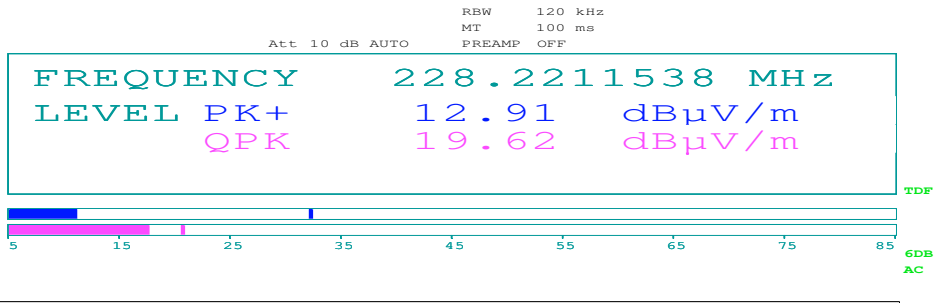 RBW 120 kHz
MT 100 ms
Att 10 dB AUTO PREAMP OFF
FREQUENCY 228.2211538 MHz
LEVEL PK+ 12.91 dBµV/m
QPK 19.62 dBµV/m
TDF
5 15 25 35 45 55 65 75 85
6DB
AC